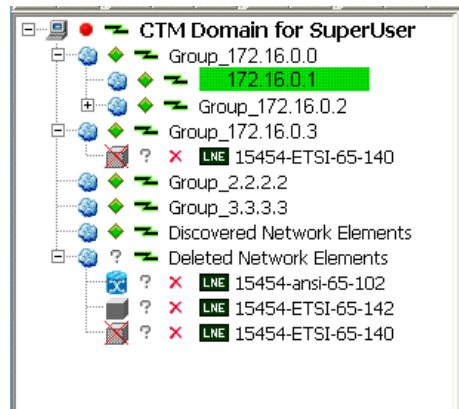 CTM Domain for SuperUser
Group_172.16.0.0
172.16.0.1
Group_172.16.0.2
Group_172.16.0.3
? LNE 15454-ETSI-65-140
Group_2.2.2.2
Group_3.3.3.3
Discovered Network Elements
? Deleted Network Elements
? LNE 15454-ansi-65-102
? LNE 15454-ETSI-65-142
? LNE 15454-ETSI-65-140